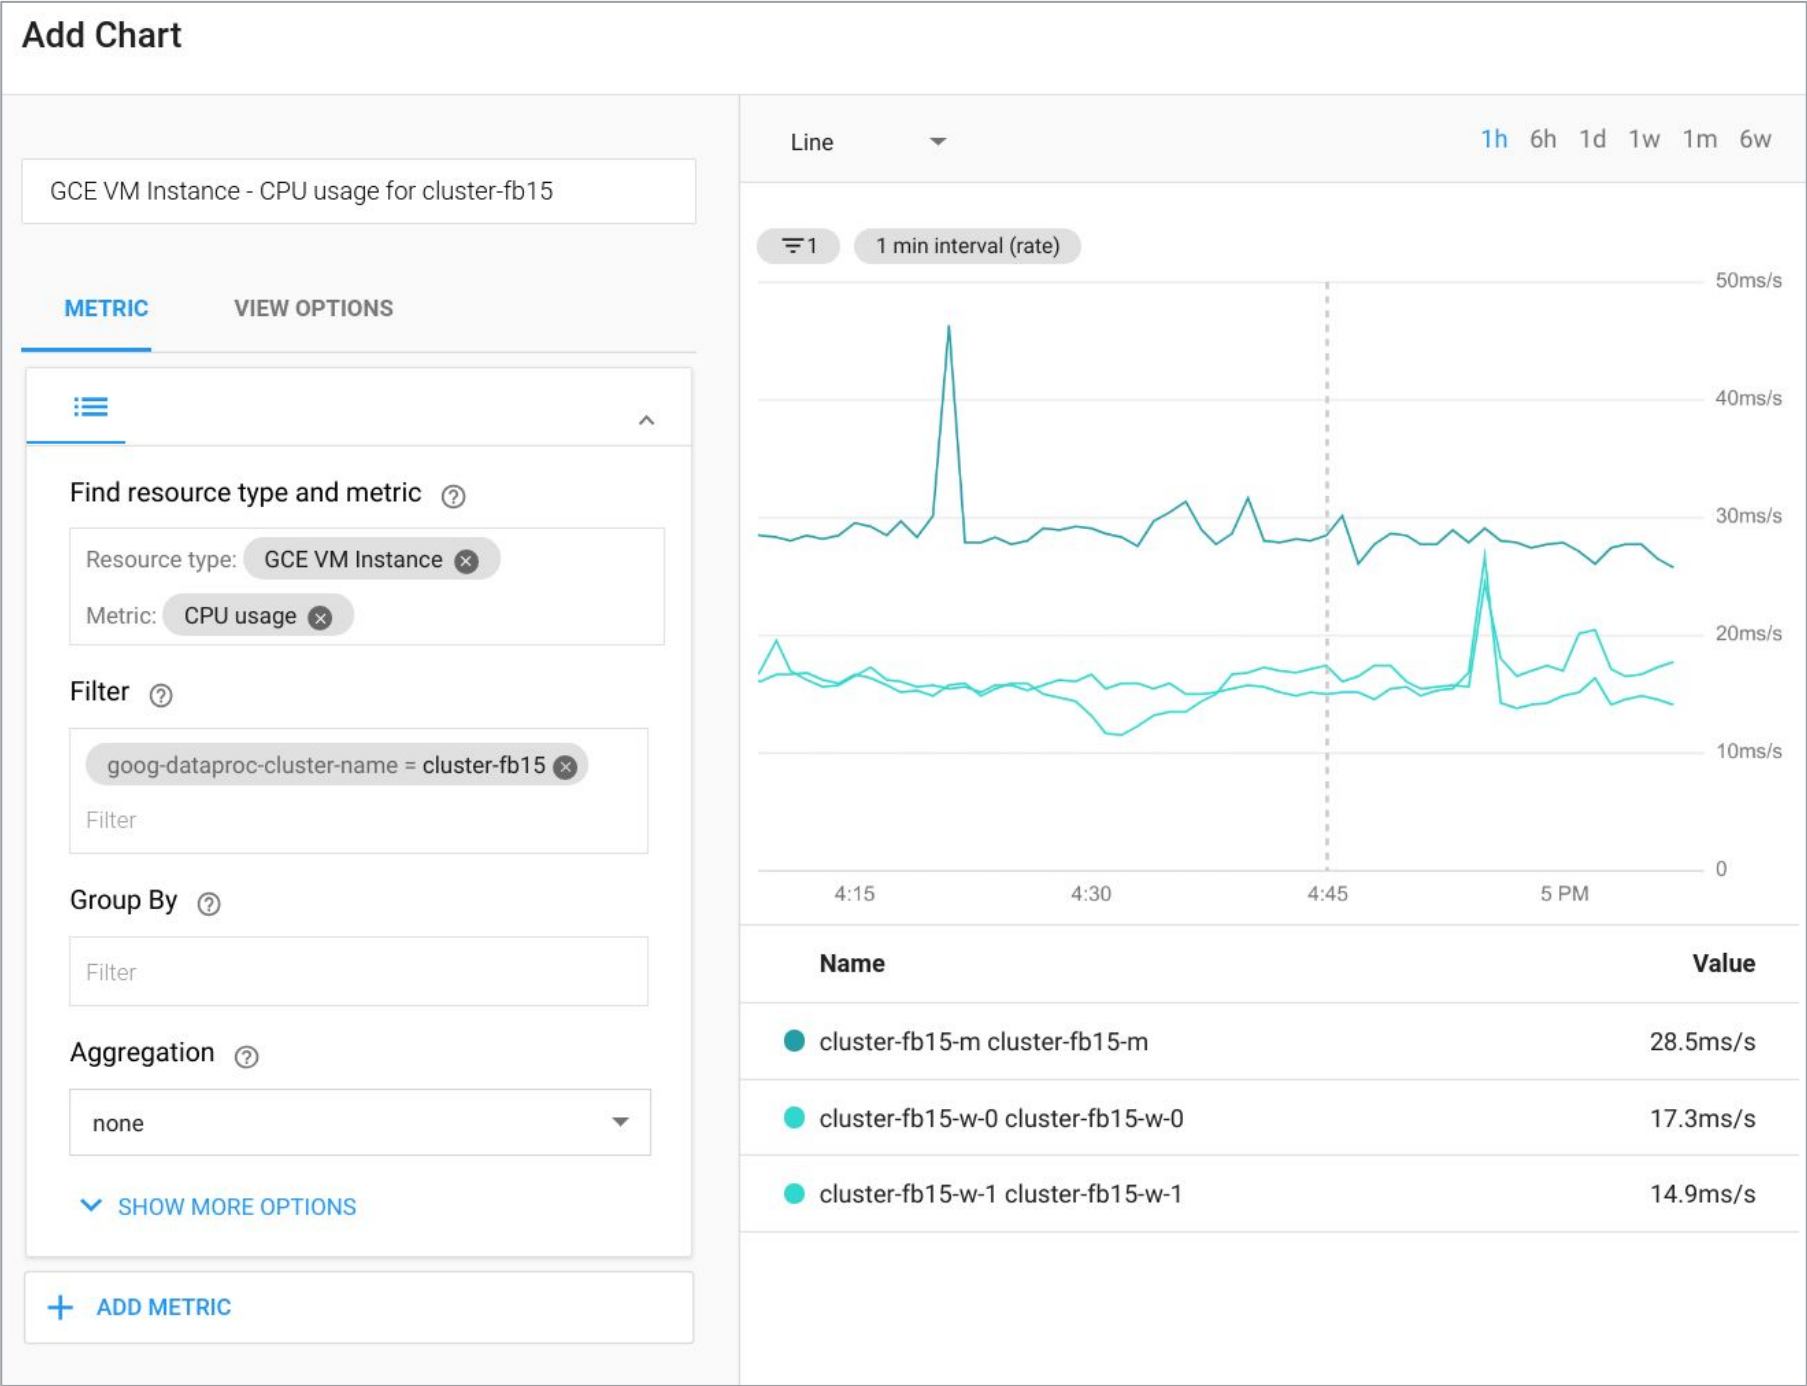 Add Chart
GCE VM Instance - CPU usage for cluster-fb15
METRIC
VIEW OPTIONS
Find resource type and metric
Resource type: GCE VM Instance
Metric: CPU usage
Filter
goog-dataproc-cluster-name = cluster-fb15
Filter
Group By
Filter
Aggregation
none
SHOW MORE OPTIONS
ADD METRIC
Line
1h 6h 1d 1w 1m 6w
1
1 min interval (rate)
50ms/s
40ms/s
30ms/s
20ms/s
10ms/s
0
4:15 4:30 4:45 5 PM
Name Value
cluster-fb15-m cluster-fb15-m 28.5ms/s
cluster-fb15-w-0 cluster-fb15-w-0 17.3ms/s
cluster-fb15-w-1 cluster-fb15-w-1 14.9ms/s